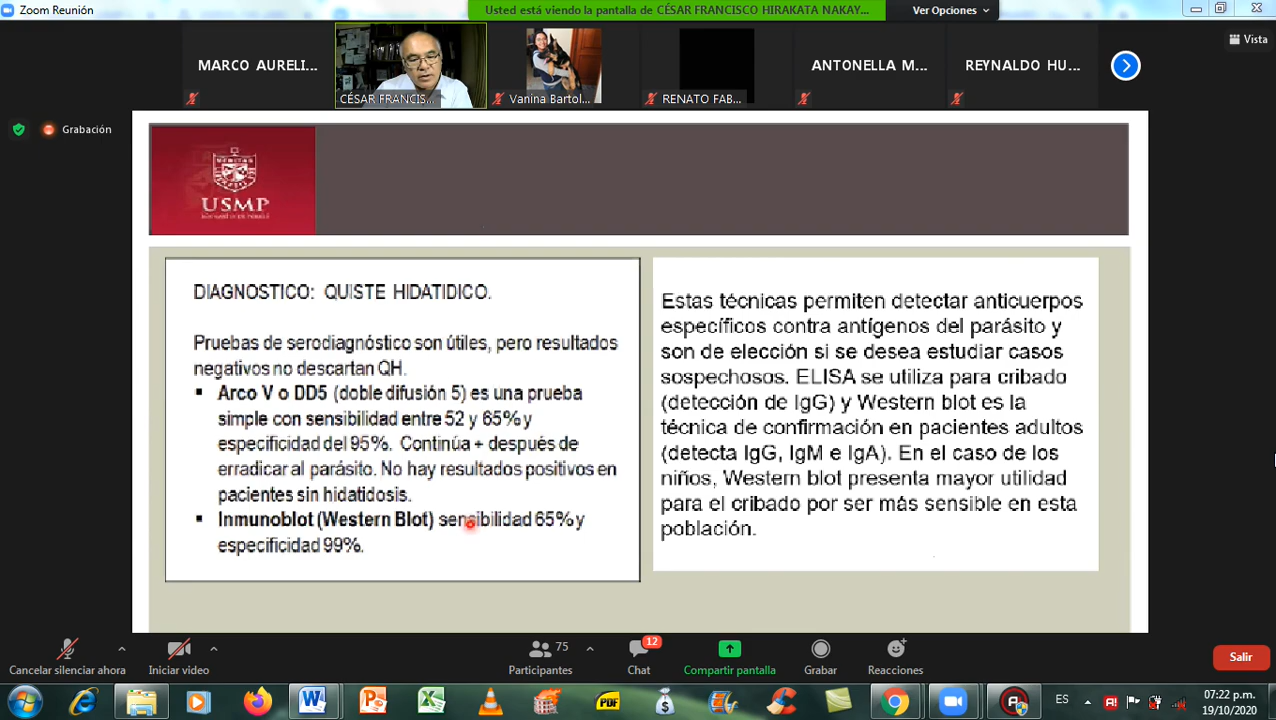 Zoom Reunión
Usted está viendo la pantalla de CÉSAR FRANCISCO HIRAKATA NAKAY...
Ver Opciones
Vista
MARCO AURELI...
CÉSAR FRANCIS...
Vanina Bartol...
RENATO FAB...
ANTONELLA M...
REYNALDO HU...
Grabación
USMP
DIAGNOSTICO: QUISTE HIDATIDICO.
Pruebas de serodiagnóstico son útiles, pero resultados
negativos no descartan QH.
▪ Arco V o DD5 (doble difusión 5) es una prueba
simple con sensibilidad entre 52 y 65% y
especificidad del 95%. Continúa + después de
erradicar al parásito. No hay resultados positivos en
pacientes sin hidatidosis.
▪ Inmunoblot (Western Blot) sensibilidad 65% y
especificidad 99%.
Estas técnicas permiten detectar anticuerpos
específicos contra antígenos del parásito y
son de elección si se desea estudiar casos
sospechosos. ELISA se utiliza para cribado
(detección de IgG) y Western blot es la
técnica de confirmación en pacientes adultos
(detecta IgG, IgM e IgA). En el caso de los
niños, Western blot presenta mayor utilidad
para el cribado por ser más sensible en esta
población.
Cancelar silenciar ahora
Iniciar video
75
Participantes
12
Chat
Compartir pantalla
Grabar
Reacciones
Salir
PDF
ES
07:22 p.m.
19/10/2020